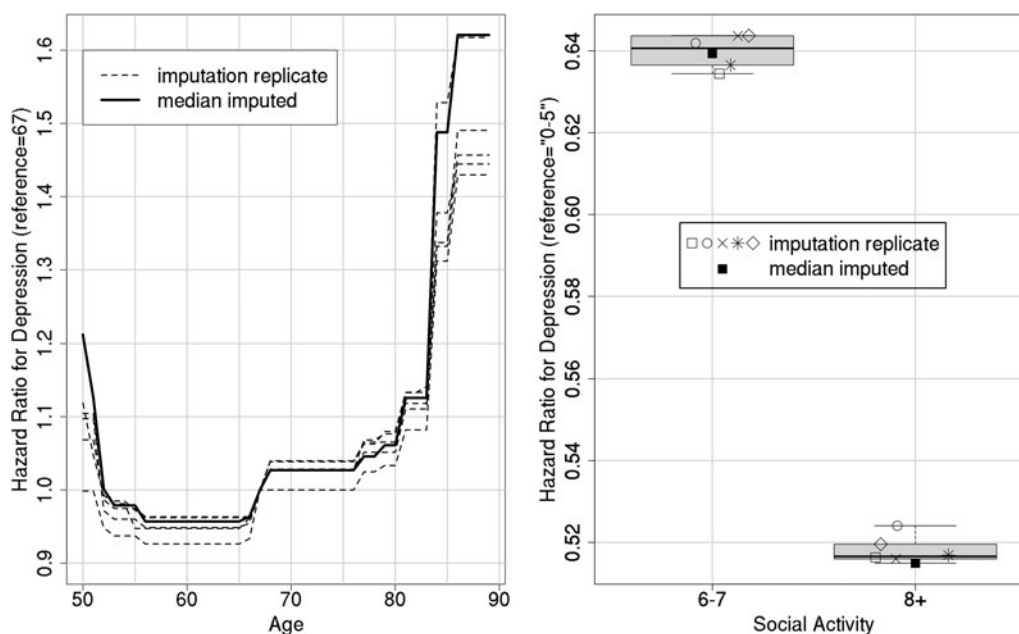 Hazard Ratio for Depression (reference=67)
1.6
1.5
1.4
1.3
1.2
1.1
1.0
0.9
imputation replicate
median imputed
50
60
70
80
90
Age
Hazard Ratio for Depression (reference="0-5")
0.64
0.62
0.60
0.58
0.56
0.54
0.52
imputation replicate
median imputed
6-7
8+
Social Activity